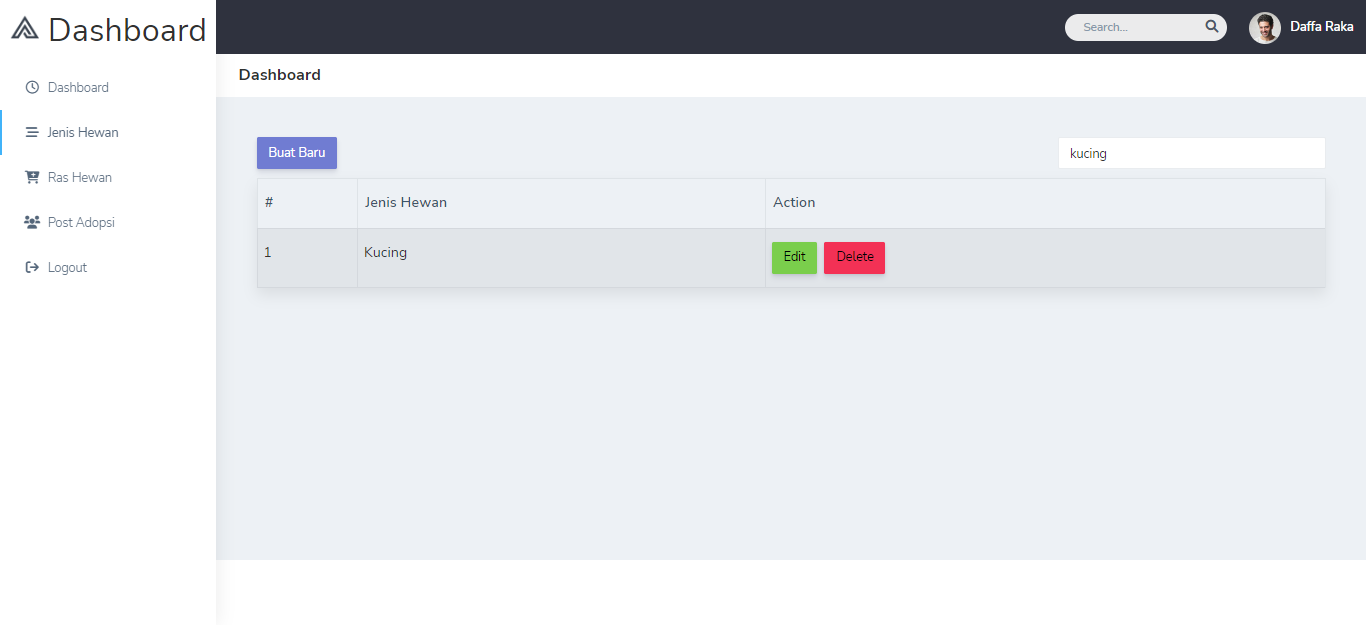 Dashboard
Search...
Daffa Raka
Dashboard
Jenis Hewan
Ras Hewan
Post Adopsi
Logout
Dashboard
Buat Baru
kucing
# Jenis Hewan Action
1 Kucing Edit Delete